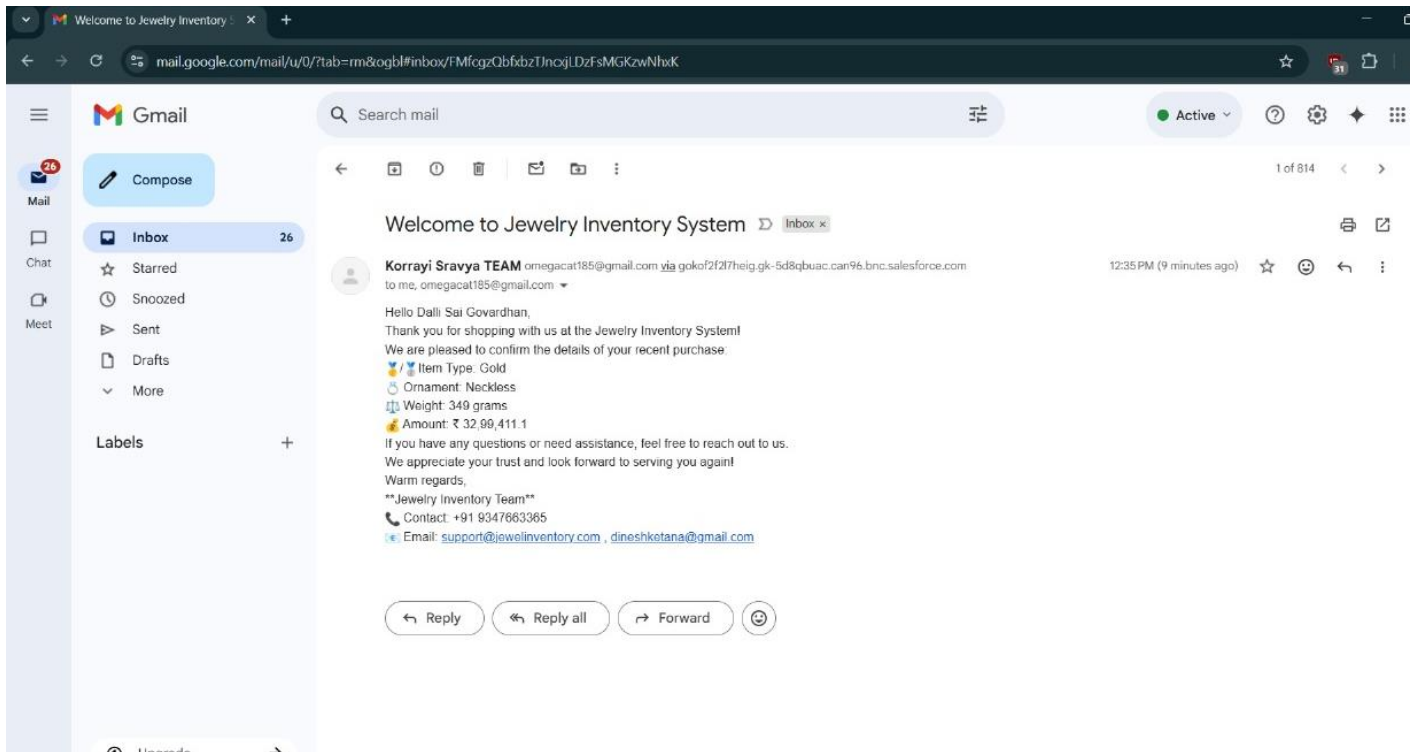 Welcome to Jewelry Inventory S
mail.google.com/mail/u/0/?tab=rm&ogbl#inbox/FMfcgzQbfxbzTJncxjLDzFsMGKzwNhxK
31
Gmail
Search mail
Active
26
Mail
Chat
Meet
Compose
Inbox 26
Starred
Snoozed
Sent
Drafts
More
Labels
1 of 814
Welcome to Jewelry Inventory System Inbox ×
Korrayi Sravya TEAM omegacat185@gmail.com via gokof2f2l7heig.gk-5d8qbuac.can96.bnc.salesforce.com 12:35 PM (9 minutes ago)
to me, omegacat185@gmail.com
Hello Dalli Sai Govardhan,
Thank you for shopping with us at the Jewelry Inventory System!
We are pleased to confirm the details of your recent purchase:
🥇/🥈Item Type: Gold
💍 Ornament: Neckless
⚖️ Weight: 349 grams
💰 Amount: ₹ 32,99,411.1
If you have any questions or need assistance, feel free to reach out to us.
We appreciate your trust and look forward to serving you again!
Warm regards,
**Jewelry Inventory Team**
📞 Contact: +91 9347663365
📧 Email: support@jewelinventory.com , dineshketana@gmail.com
Reply
Reply all
Forward